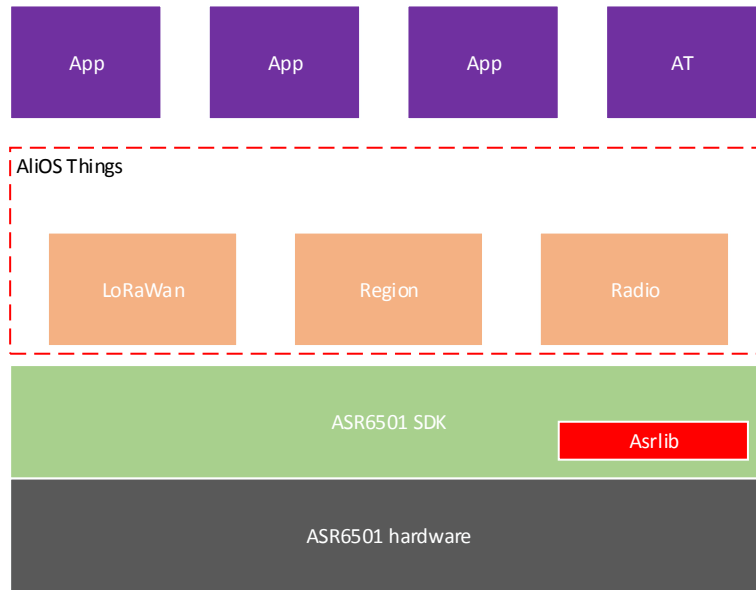 App
App
App
AT
AliOS Things
LoRaWan
Region
Radio
ASR6501 SDK
Asrlib
ASR6501 hardware